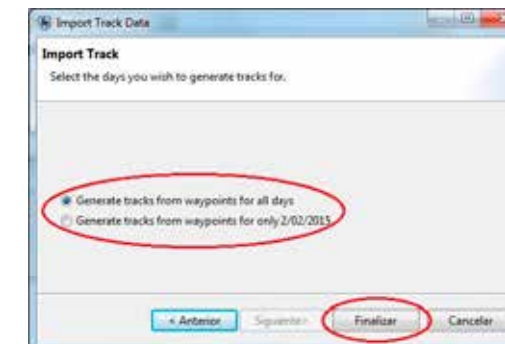 Import Track Data
Import Track
Select the days you wish to generate tracks for.
Generate tracks from waypoints for all days
Generate tracks from waypoints for only 2/02/2015
< Anterior
Siguiente >
Finalizar
Cancelar